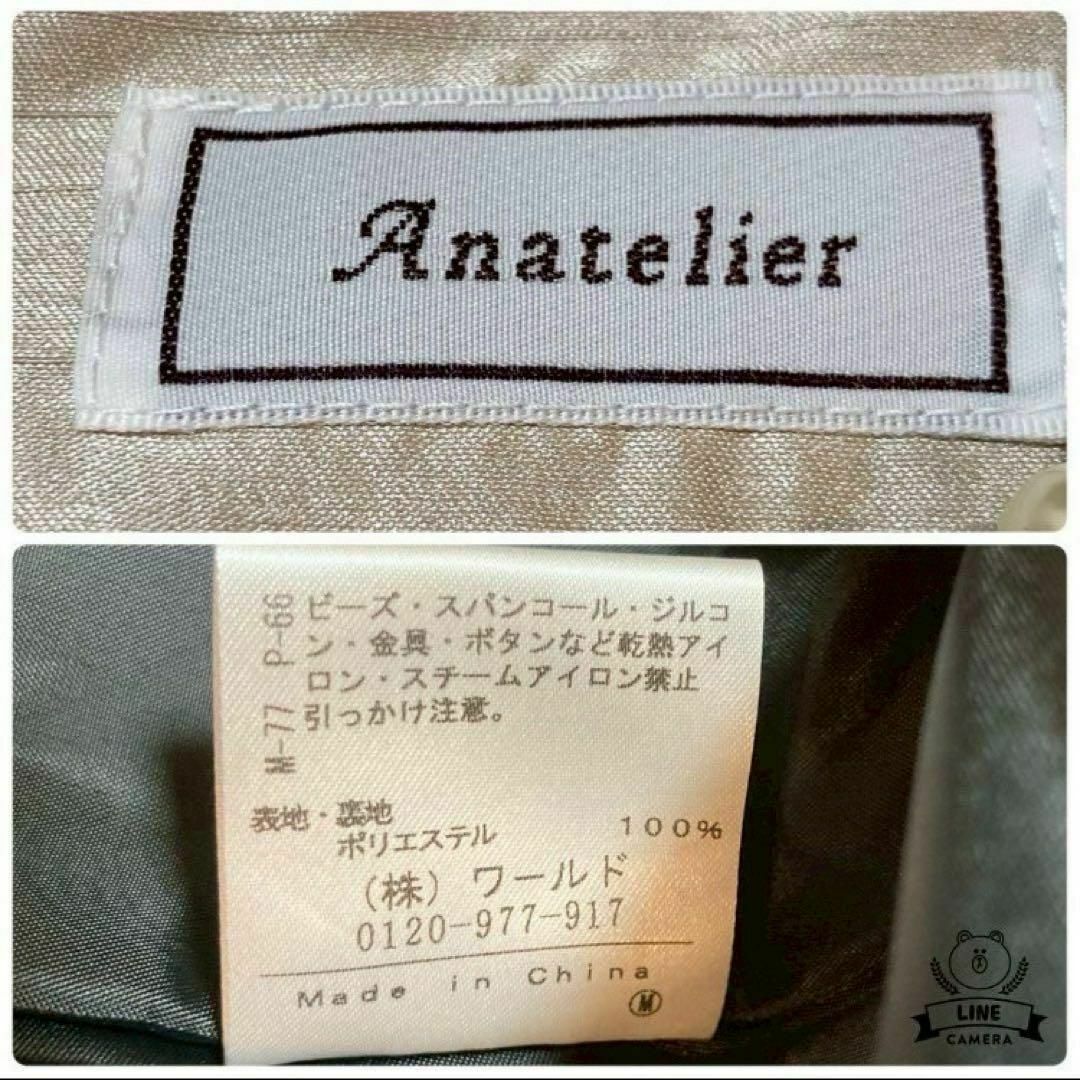 Anatelier
M-77 P-66
ビーズ・スパンコール・ジルコ
ン・金具・ボタンなど乾熱アイ
ロン・スチームアイロン禁止
引っかけ注意。
表地・裏地
ポリエステル 100%
(株) ワールド
0120-977-917
Made in China
M
LINE
CAMERA